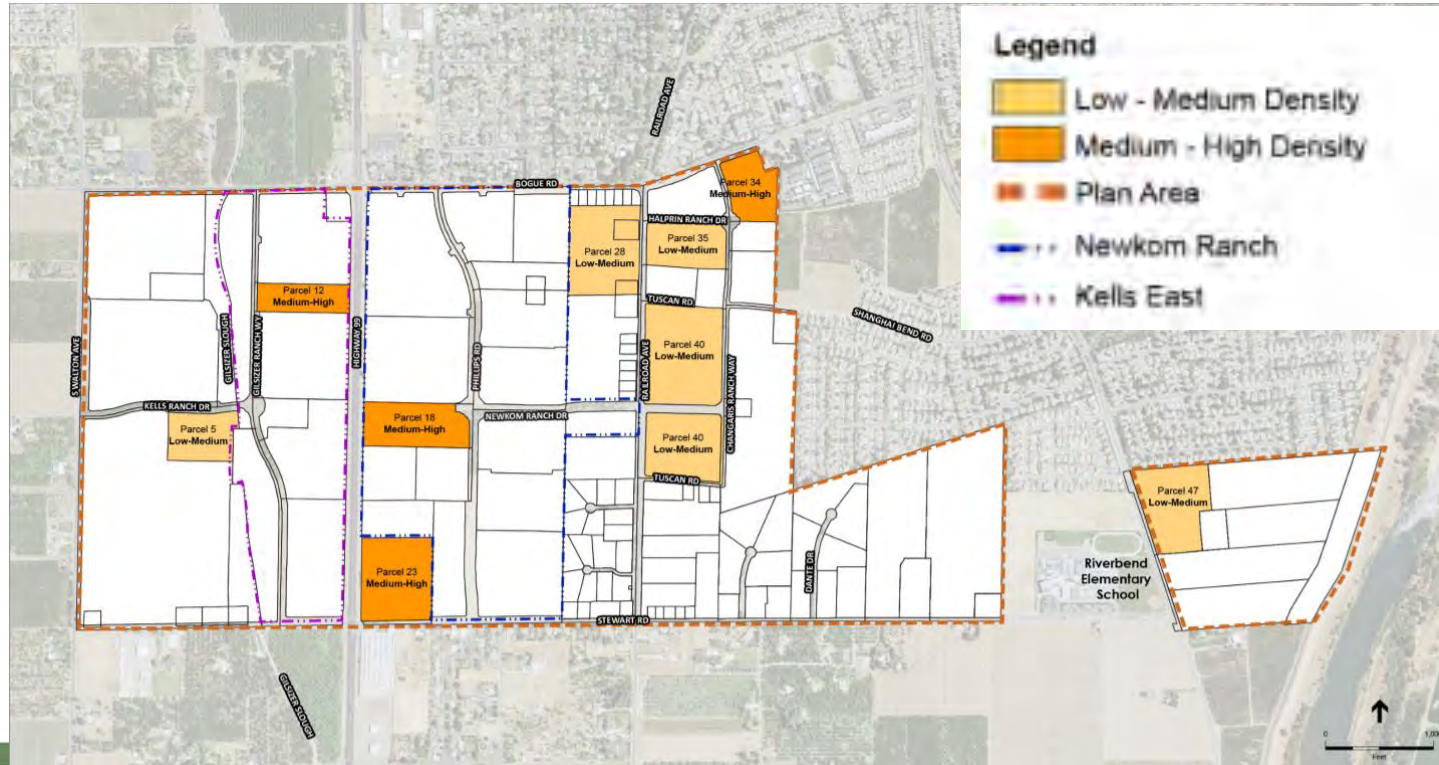 Legend
Low - Medium Density
Medium - High Density
Plan Area
Newkom Ranch
Kells East
RAILROAD AVE
BOGUE RD
Parcel 34
Medium-High
HALPRIN RANCH DR
Parcel 28
Low-Medium
Parcel 35
Low-Medium
Parcel 12
Medium-High
TUSCAN RD
SHANGHAI BEND RD
S WALTON AVE
GILSIZER SLOUGH
GILSIZER RANCH WY
HIGHWAY 99
PHILLIPS RD
RAILROAD AVE
Parcel 40
Low-Medium
CHANGARIS RANCH WAY
KELLS RANCH DR
Parcel 5
Low-Medium
Parcel 18
Medium-High
NEWKOM RANCH DR
Parcel 40
Low-Medium
TUSCAN RD
Parcel 47
Low-Medium
Parcel 23
Medium-High
DANTE DR
Riverbend
Elementary
School
STEWART RD
GILSIZER SLOUGH
0
Feet